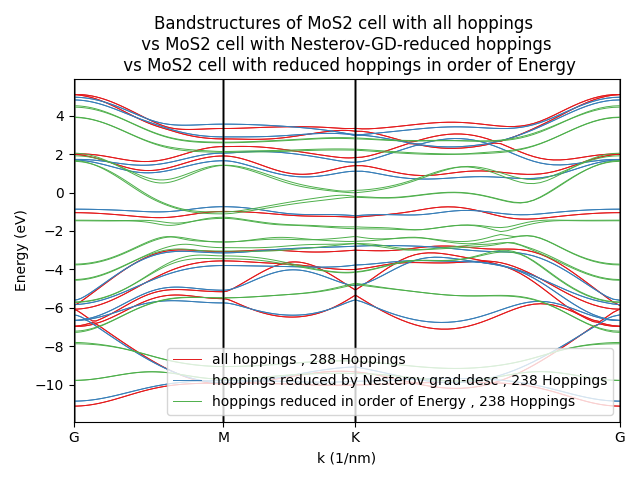 Bandstructures of MoS2 cell with all hoppings
vs MoS2 cell with Nesterov-GD-reduced hoppings
vs MoS2 cell with reduced hoppings in order of Energy
Energy (eV)
4
2
0
−2
−4
−6
−8
−10
all hoppings , 288 Hoppings
hoppings reduced by Nesterov grad-desc , 238 Hoppings
hoppings reduced in order of Energy , 238 Hoppings
G M K G
k (1/nm)